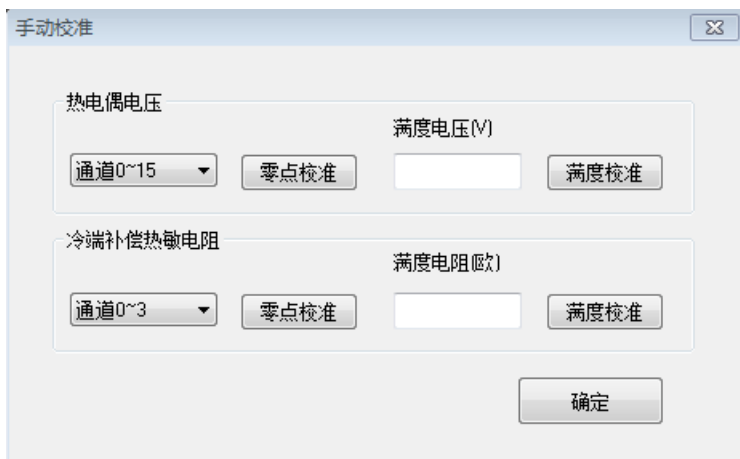 手动校准
热电偶电压
满度电压(V)
通道0~15 零点校准 满度校准
冷端补偿热敏电阻
满度电阻(欧)
通道0~3 零点校准 满度校准
确定